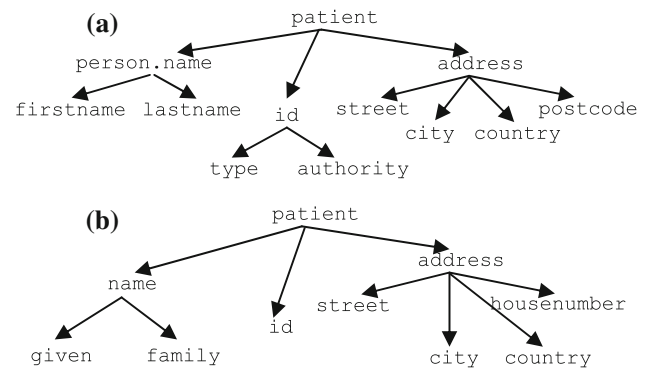 (a)
patient
person.name
address
firstname lastname
id
street
postcode
city country
type authority
(b)
patient
name
address
street
housenumber
id
given family
city country